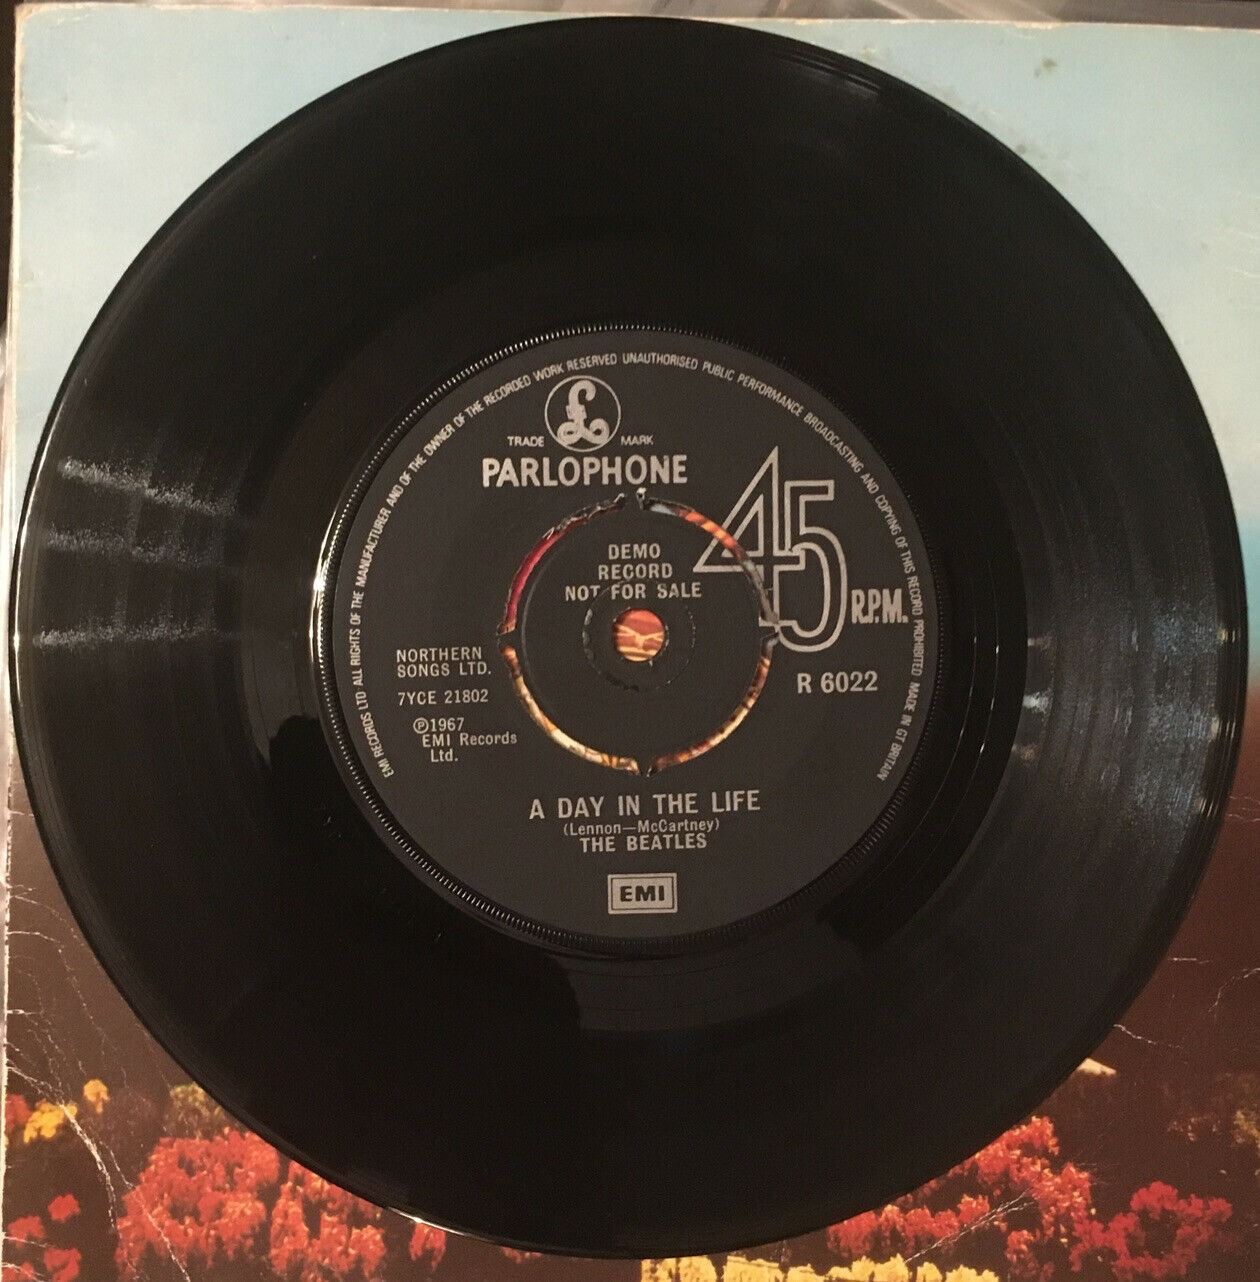 EMI RECORDS LTD ALL RIGHTS OF THE MANUFACTURER AND OF THE OWNER OF THE RECORDED WORK RESERVED UNAUTHORISED PUBLIC PERFORMANCE BROADCASTING AND COPYING OF THIS RECORD PROHIBITED MADE IN GT BRITAIN
£
TRADE MARK
PARLOPHONE
45
R.P.M.
DEMO
RECORD
NOT FOR SALE
NORTHERN
SONGS LTD.
7YCE 21802
℗1967
EMI Records
Ltd.
R 6022
A DAY IN THE LIFE
(Lennon—McCartney)
THE BEATLES
EMI